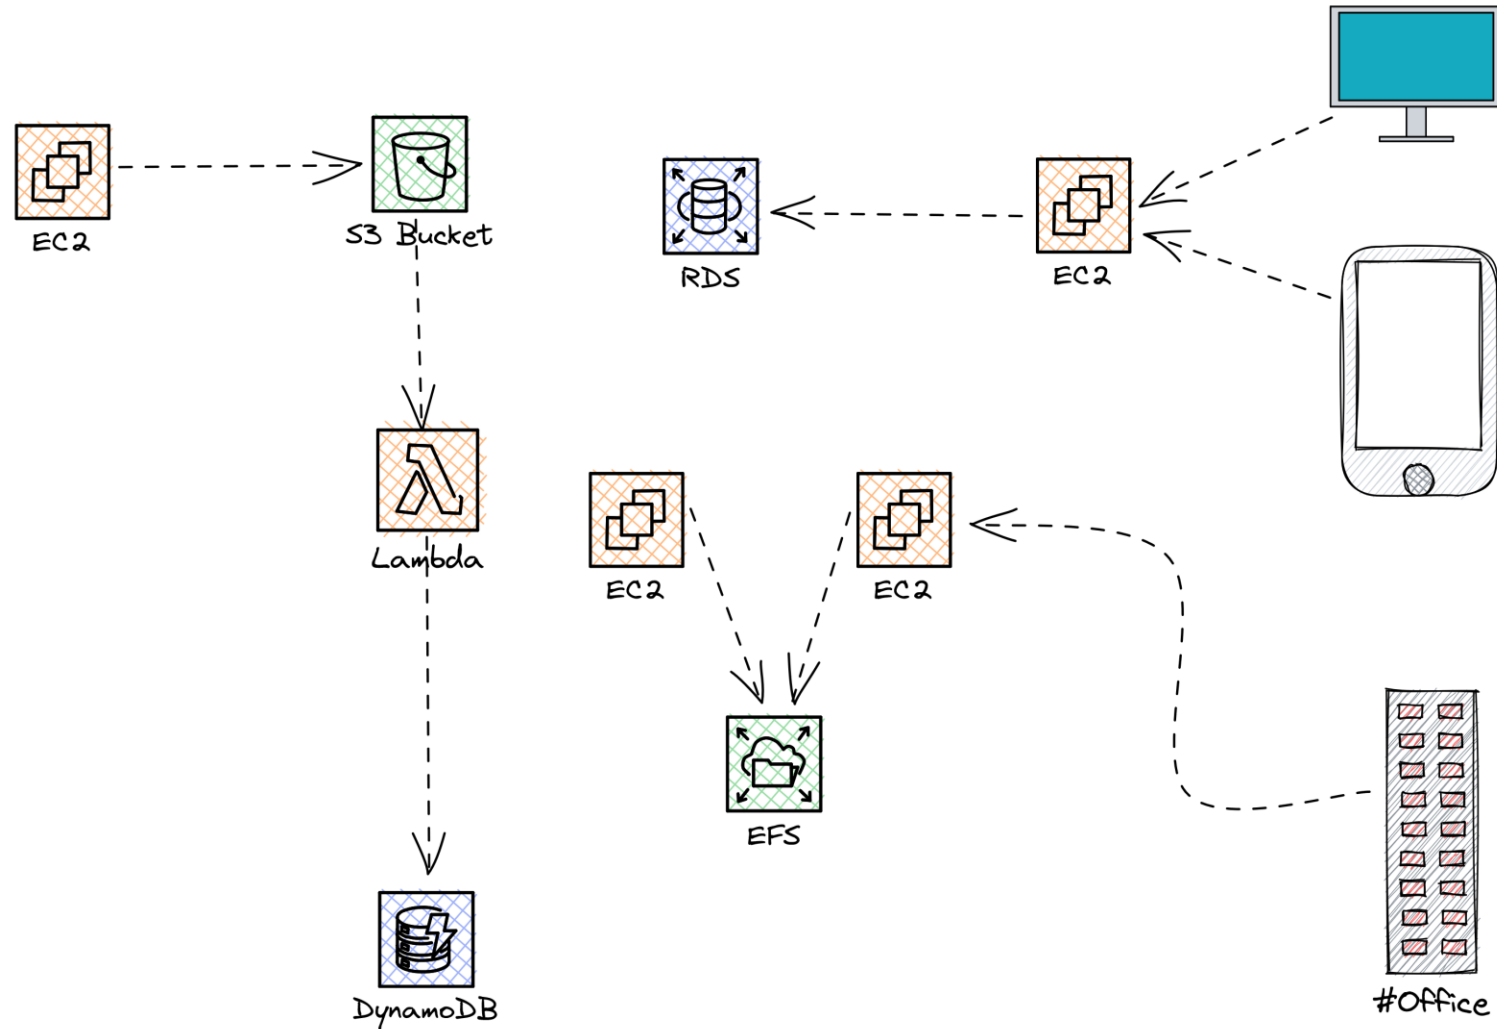 EC2
S3 Bucket
RDS
EC2
Lambda
EC2
EC2
EFS
DynamoDB
#Office